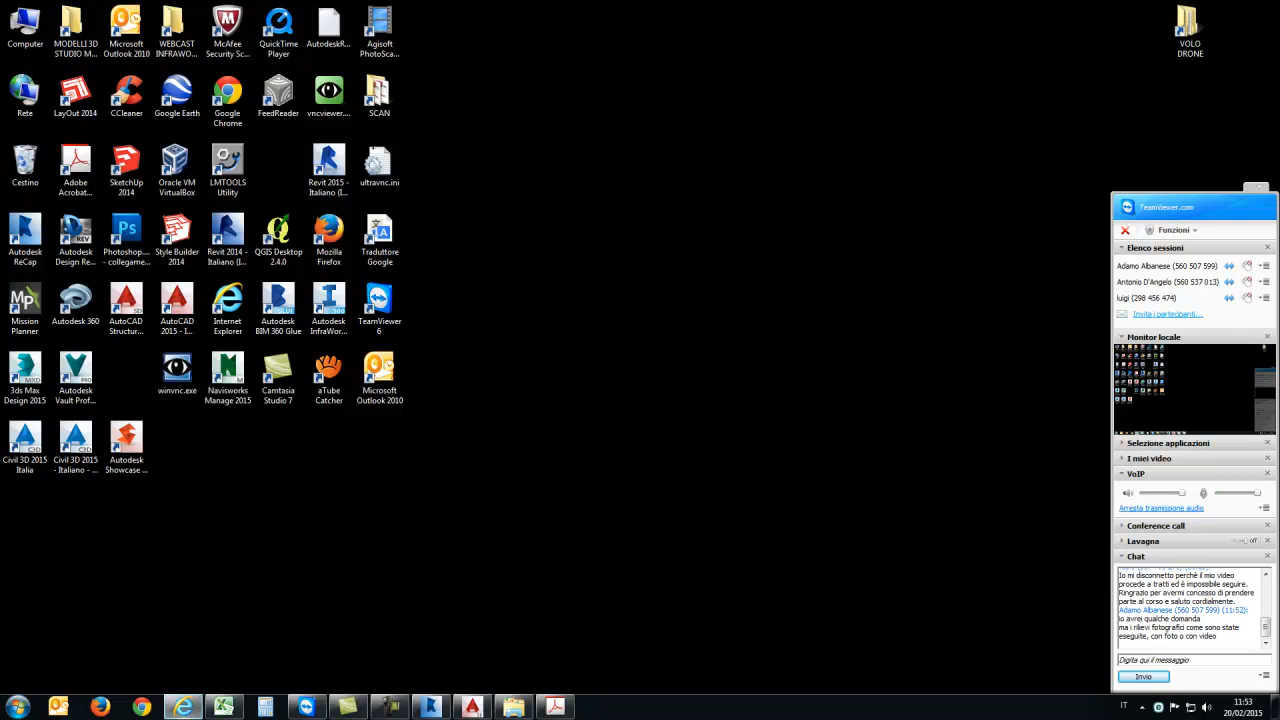 Computer
MODELLI 3D
STUDIO M...
Microsoft
Outlook 2010
WEBCAST
INFRAWO...
McAfee
Security Sc...
QuickTime
Player
AutodeskR...
Agisoft
PhotoSca...
VOLO
DRONE
Rete
LayOut 2014
CCleaner
Google Earth
Google
Chrome
FeedReader
vncviewer....
SCAN
Cestino
Adobe
Acrobat...
SketchUp
2014
Oracle VM
VirtualBox
LMTOOLS
Utility
Revit 2015 -
Italiano (I...
ultravnc.ini
Autodesk
ReCap
Autodesk
Design Re...
Photoshop....
- collegame...
Style Builder
2014
Revit 2014 -
Italiano (I...
QGIS Desktop
2.4.0
Mozilla
Firefox
Traduttore
Google
Mission
Planner
Autodesk 360
AutoCAD
Structur...
AutoCAD
2015 - I...
Internet
Explorer
Autodesk
BIM 360 Glue
Autodesk
InfraWor...
TeamViewer
6
3ds Max
Design 2015
Autodesk
Vault Prof...
winvnc.exe
Navisworks
Manage 2015
Camtasia
Studio 7
aTube
Catcher
Microsoft
Outlook 2010
Civil 3D 2015
Italia
Civil 3D 2015
- Italiano - ...
Autodesk
Showcase ...
TeamViewer.com
Funzioni
Elenco sessioni
Adamo Albanese (560 507 599)
Antonio D'Angelo (560 537 013)
luigi (298 456 474)
Invita i partecipanti...
Monitor locale
Selezione applicazioni
I miei video
VoIP
Arresta trasmissione audio
Conference call
Lavagna
off
Chat
Io mi disconnetto perchè il mio video
procede a tratti ed è impossibile seguire.
Ringrazio per avermi concesso di prendere
parte al corso e saluto cordialmente.
Adamo Albanese (560 507 599) (11:52):
io avrei qualche domanda
ma i rilievi fotografici come sono state
eseguite, con foto o con video
Digita qui il messaggio
Invio
IT
11:53
20/02/2015